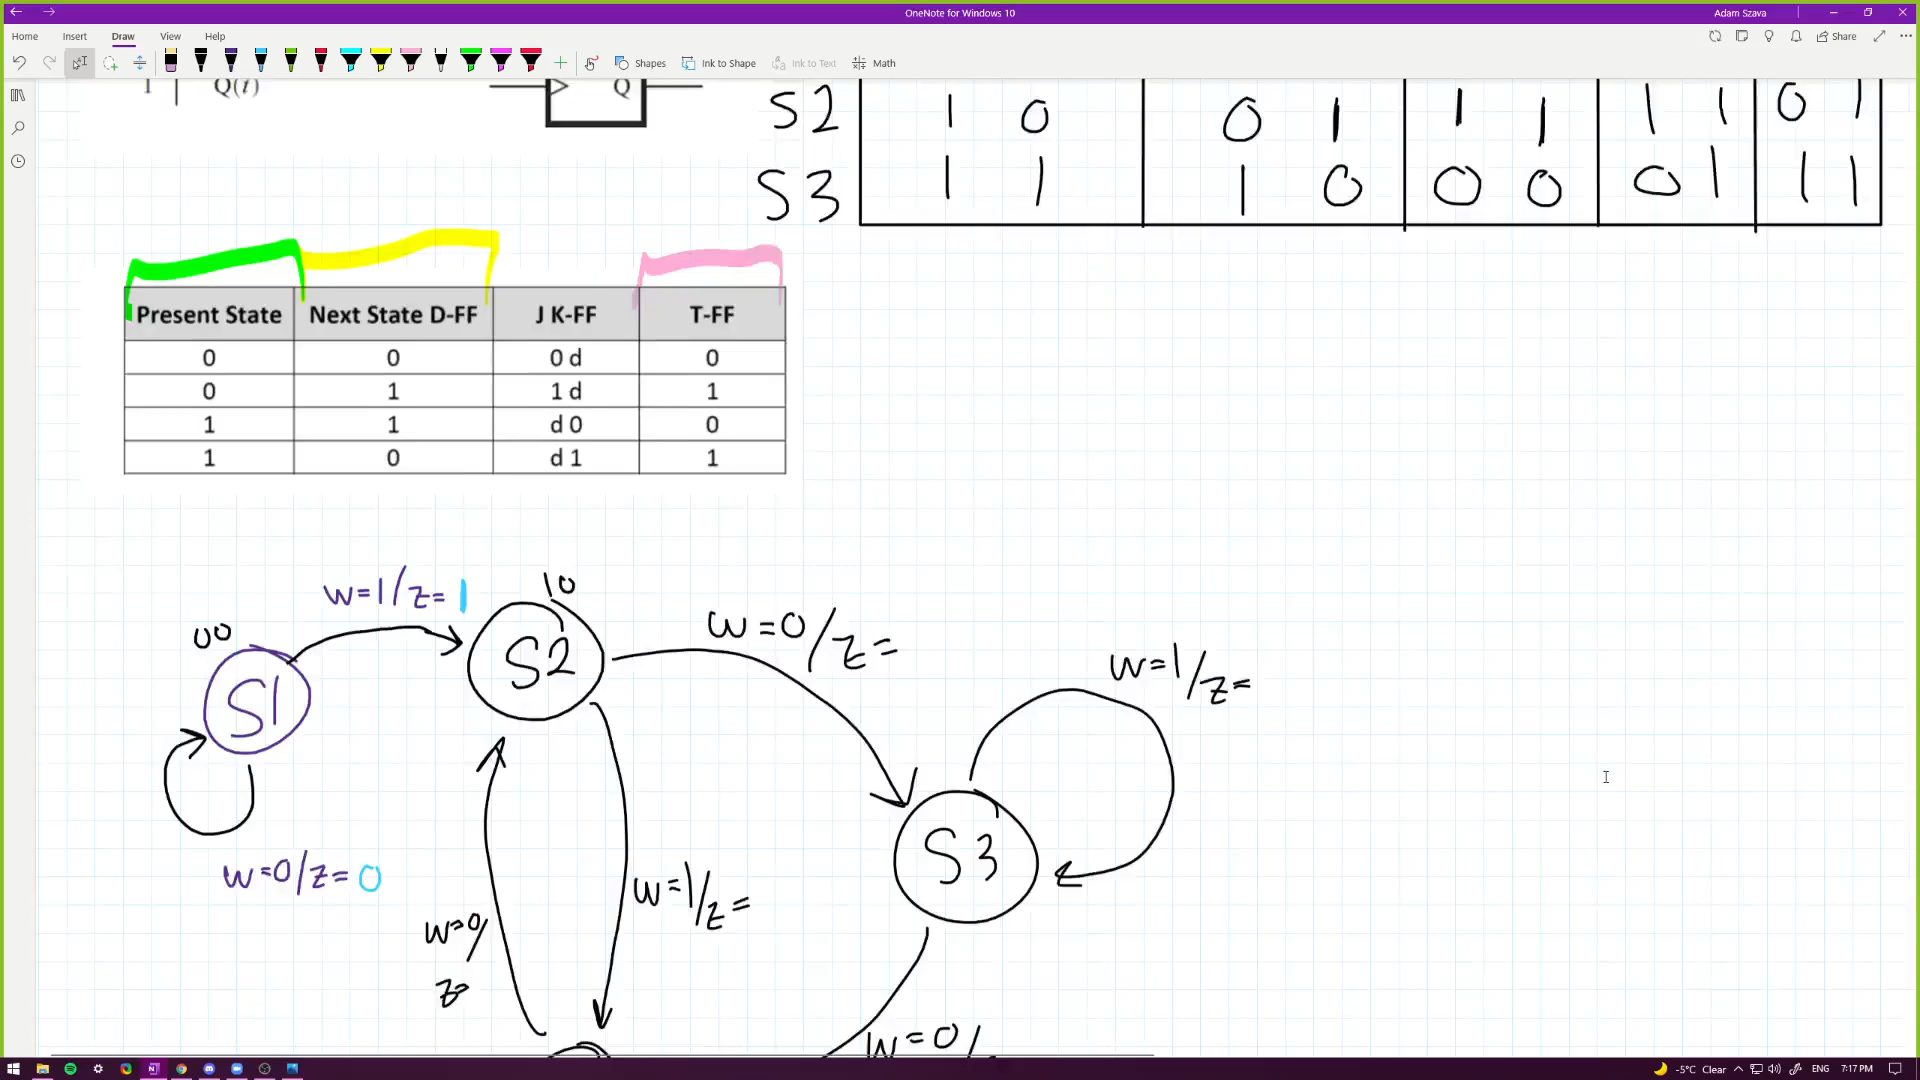 OneNote for Windows 10
Adam Szava
Home Insert Draw View Help
Share
Shapes Ink to Shape Ink to Text Math
1 Q(t)
Q
S2 1 0 0 1 1 1 1 1 0 1
S3 1 1 1 0 0 0 0 1 1 1
Present State Next State D-FF J K-FF T-FF
0 0 0 d 0
0 1 1 d 1
1 1 d 0 0
1 0 d 1 1
w=1/z= 1
10
00
S1
S2
w=0/z=
w=1/z=
S3
w=0/z= 0
w=1/z=
w=0/
z=
w=0/
-5°C Clear
ENG
7:17 PM